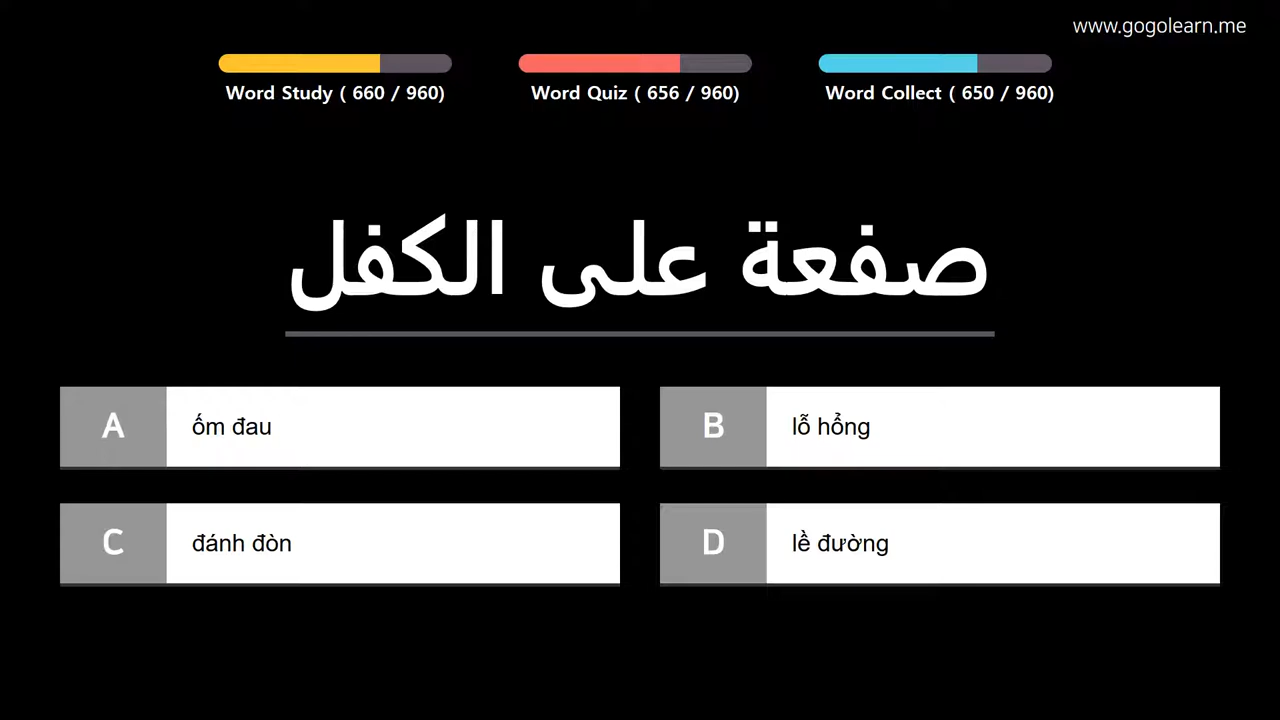 www.gogolearn.me
Word Study ( 660 / 960)
Word Quiz ( 656 / 960)
Word Collect ( 650 / 960)
صفعة على الكفل
A
ốm đau
B
lỗ hổng
C
đánh đòn
D
lề đường